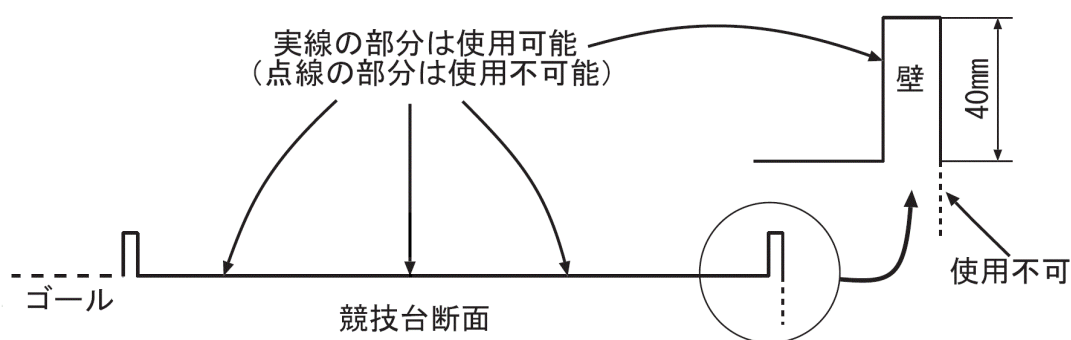 実線の部分は使用可能
（点線の部分は使用不可能）
壁
40mm
使用不可
ゴール
競技台断面